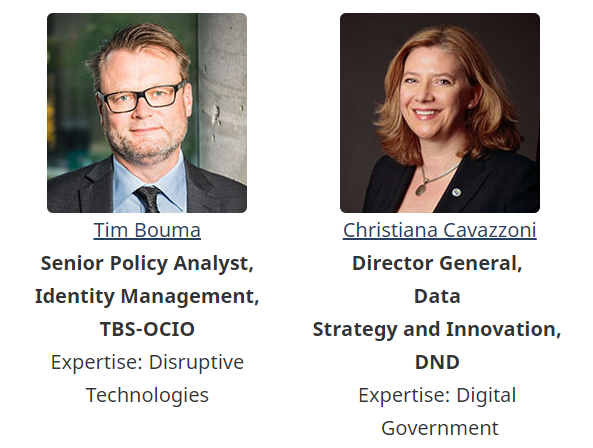 Tim Bouma
Senior Policy Analyst,
Identity Management,
TBS-OCIO
Expertise: Disruptive
Technologies
Christiana Cavazzoni
Director General,
Data
Strategy and Innovation,
DND
Expertise: Digital
Government